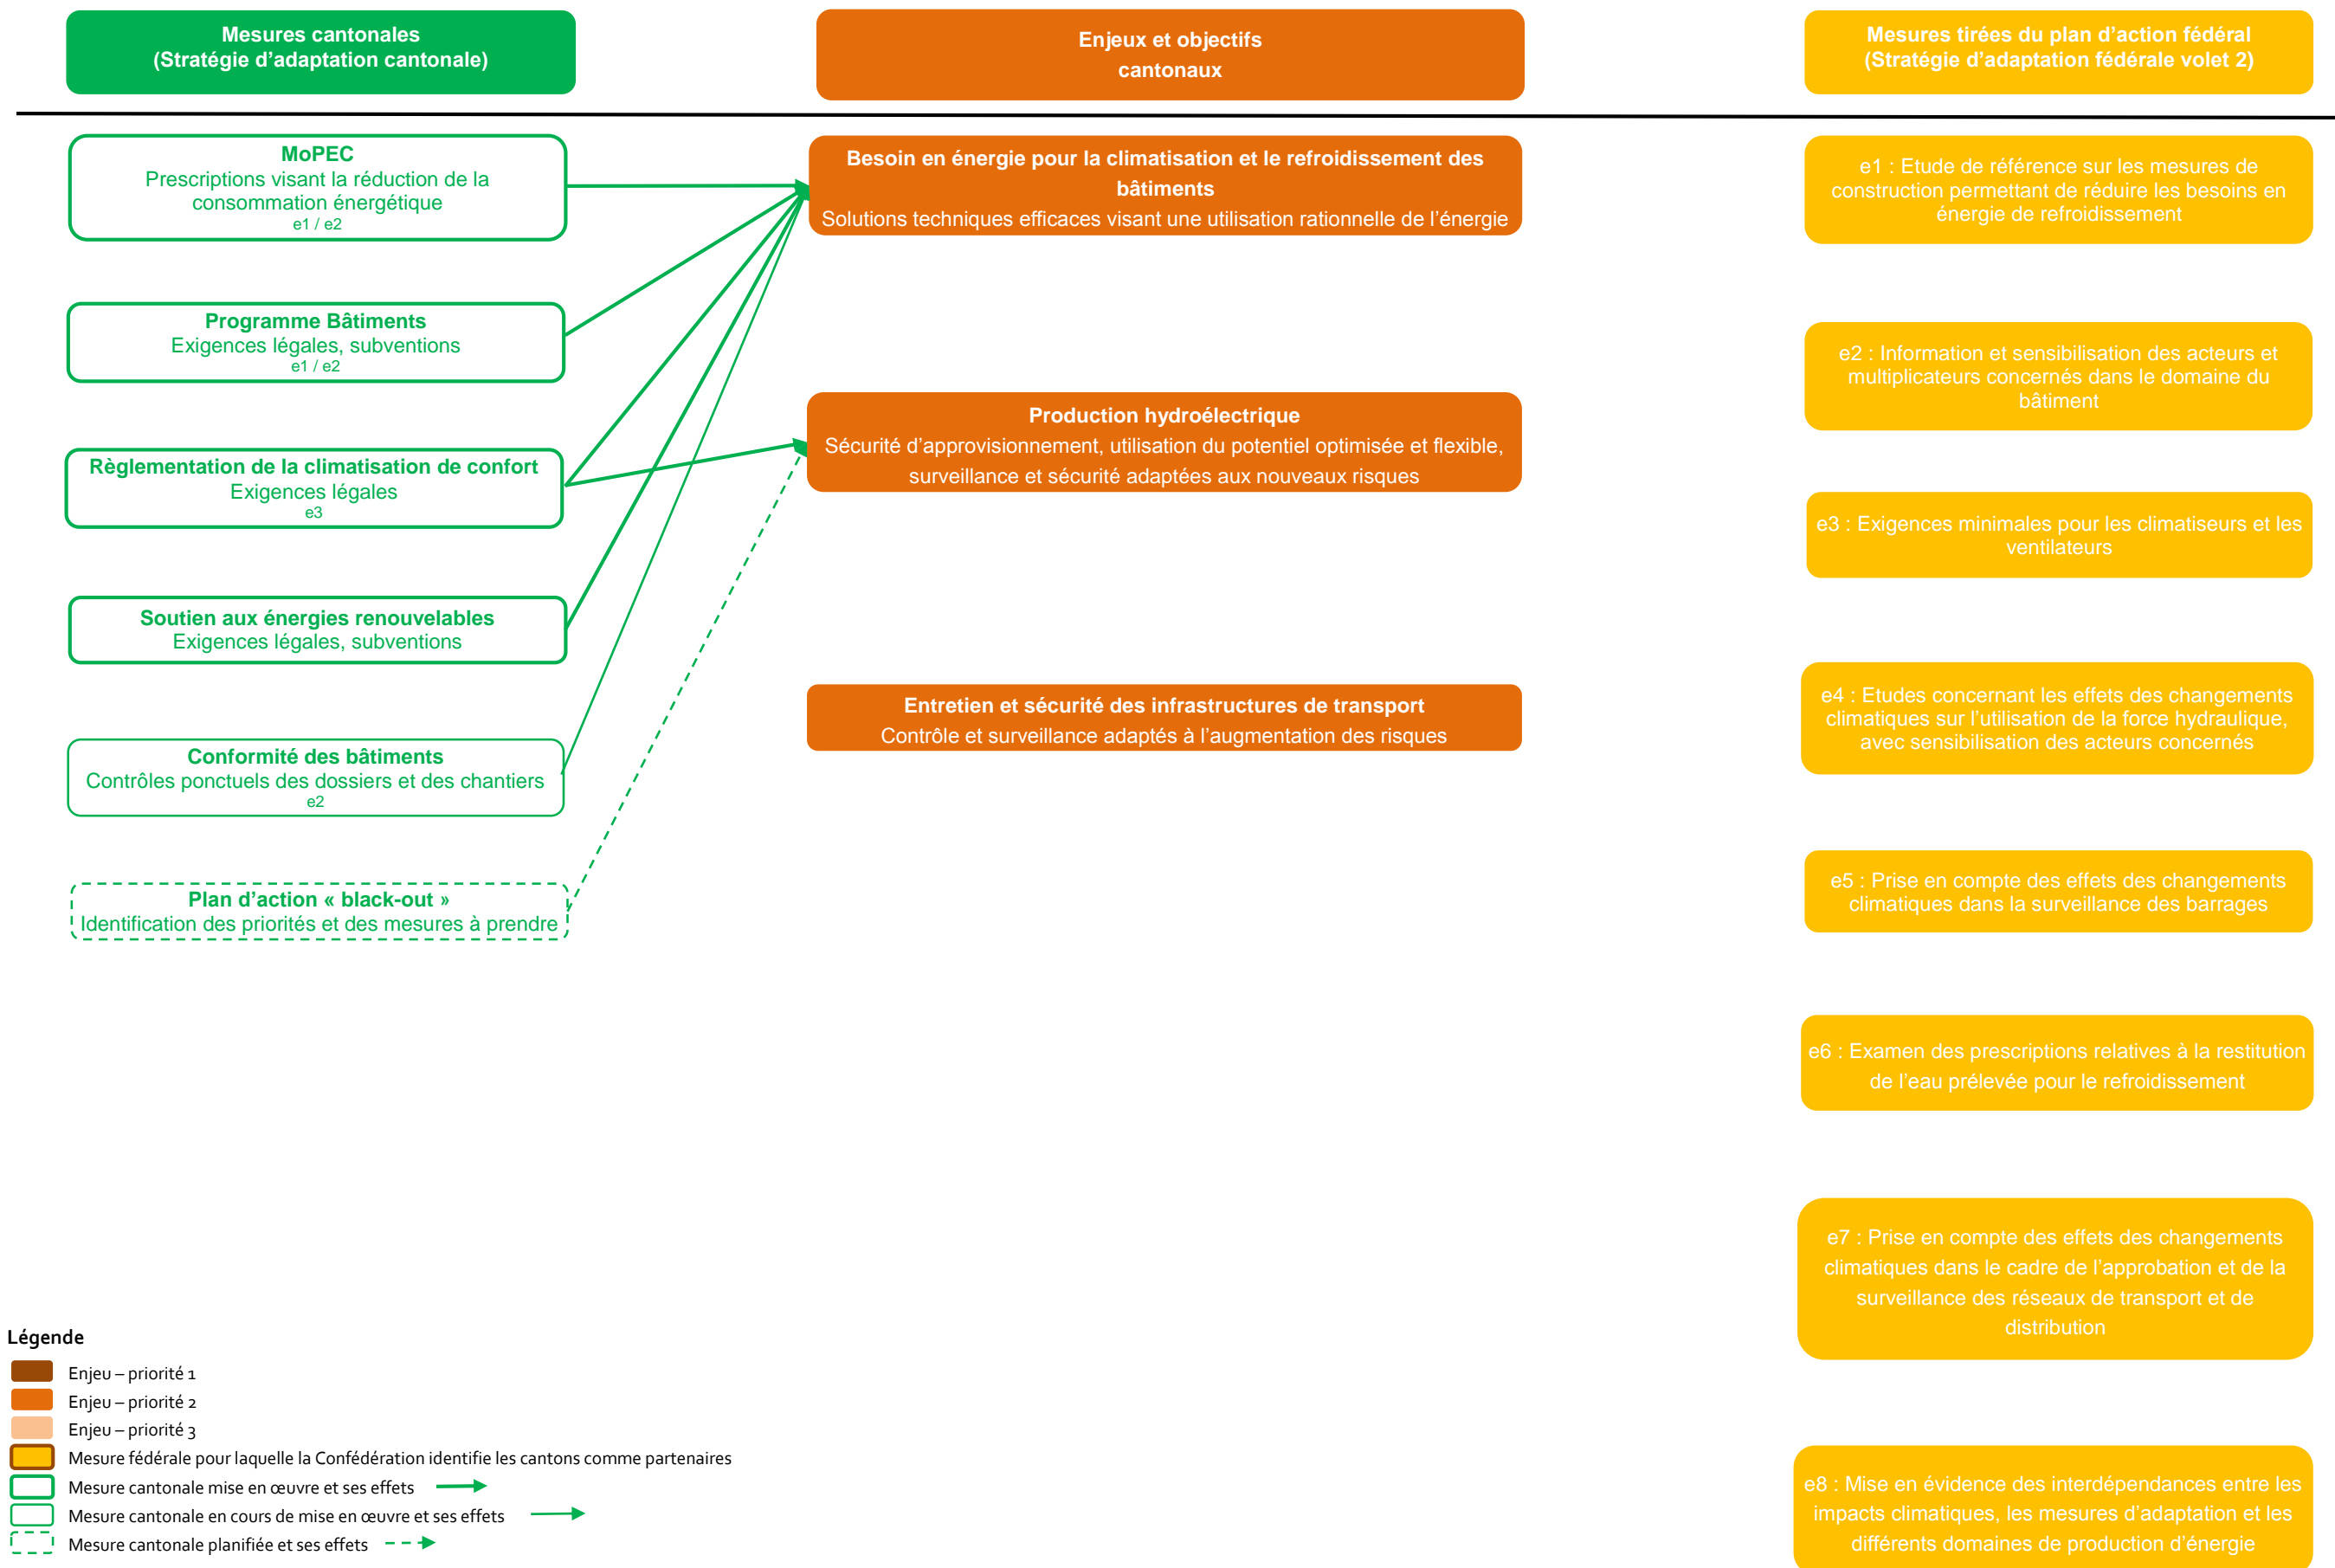 Mesures cantonales
(Stratégie d'adaptation cantonale)
Enjeux et objectifs
cantonaux
Mesures tirées du plan d'action fédéral
(Stratégie d'adaptation fédérale volet 2)
MoPEC
Prescriptions visant la réduction de la
consommation énergétique
e1 / e2
Programme Bâtiments
Exigences légales, subventions
e1 / e2
Règlementation de la climatisation de confort
Exigences légales
e3
Soutien aux énergies renouvelables
Exigences légales, subventions
Conformité des bâtiments
Contrôles ponctuels des dossiers et des chantiers
e2
Plan d'action « black-out »
Identification des priorités et des mesures à prendre
Besoin en énergie pour la climatisation et le refroidissement des
bâtiments
Solutions techniques efficaces visant une utilisation rationnelle de l'énergie
Production hydroélectrique
Sécurité d'approvisionnement, utilisation du potentiel optimisée et flexible,
surveillance et sécurité adaptées aux nouveaux risques
Entretien et sécurité des infrastructures de transport
Contrôle et surveillance adaptés à l'augmentation des risques
e1 : Etude de référence sur les mesures de
construction permettant de réduire les besoins en
énergie de refroidissement
e2 : Information et sensibilisation des acteurs et
multiplicateurs concernés dans le domaine du
bâtiment
e3 : Exigences minimales pour les climatiseurs et les
ventilateurs
e4 : Etudes concernant les effets des changements
climatiques sur l'utilisation de la force hydraulique,
avec sensibilisation des acteurs concernés
e5 : Prise en compte des effets des changements
climatiques dans la surveillance des barrages
e6 : Examen des prescriptions relatives à la restitution
de l'eau prélevée pour le refroidissement
e7 : Prise en compte des effets des changements
climatiques dans le cadre de l'approbation et de la
surveillance des réseaux de transport et de
distribution
e8 : Mise en évidence des interdépendances entre les
impacts climatiques, les mesures d'adaptation et les
différents domaines de production d'énergie
Légende
Enjeu – priorité 1
Enjeu – priorité 2
Enjeu – priorité 3
Mesure fédérale pour laquelle la Confédération identifie les cantons comme partenaires
Mesure cantonale mise en œuvre et ses effets
Mesure cantonale en cours de mise en œuvre et ses effets
Mesure cantonale planifiée et ses effets